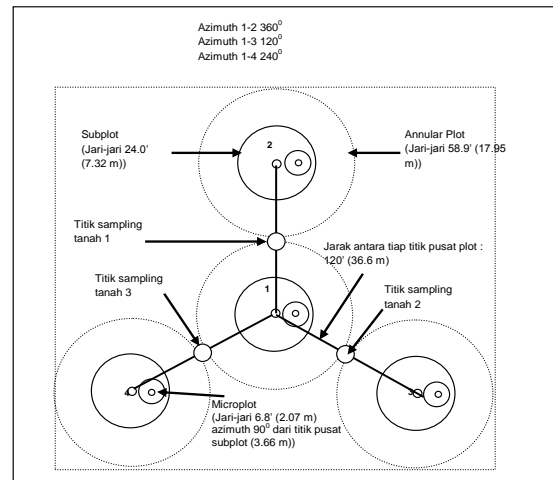 Azimuth 1-2 360⁰
Azimuth 1-3 120⁰
Azimuth 1-4 240⁰
Subplot
(Jari-jari 24.0'
(7.32 m))
2
Annular Plot
(Jari-jari 58.9' (17.95
m))
Titik sampling
tanah 1
Jarak antara tiap titik pusat plot :
120' (36.6 m)
Titik sampling
tanah 3
1
Titik sampling
tanah 2
4
3
Microplot
(Jari-jari 6.8' (2.07 m)
azimuth 90⁰ dari titik pusat
subplot (3.66 m))